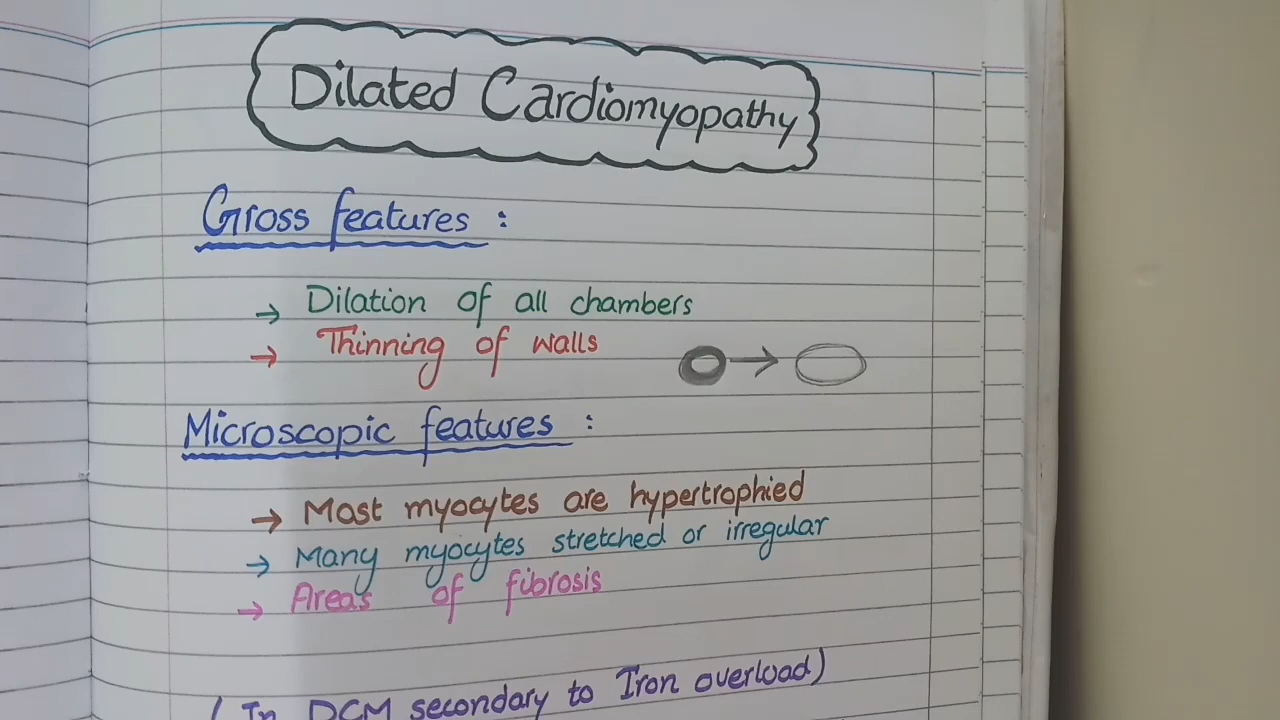 Dilated Cardiomyopathy
Gross features :
→ Dilation of all chambers
→ Thinning of walls
Microscopic features :
→ Most myocytes are hypertrophied
→ Many myocytes stretched or irregular
→ Areas of fibrosis
( In DCM secondary to Iron overload)